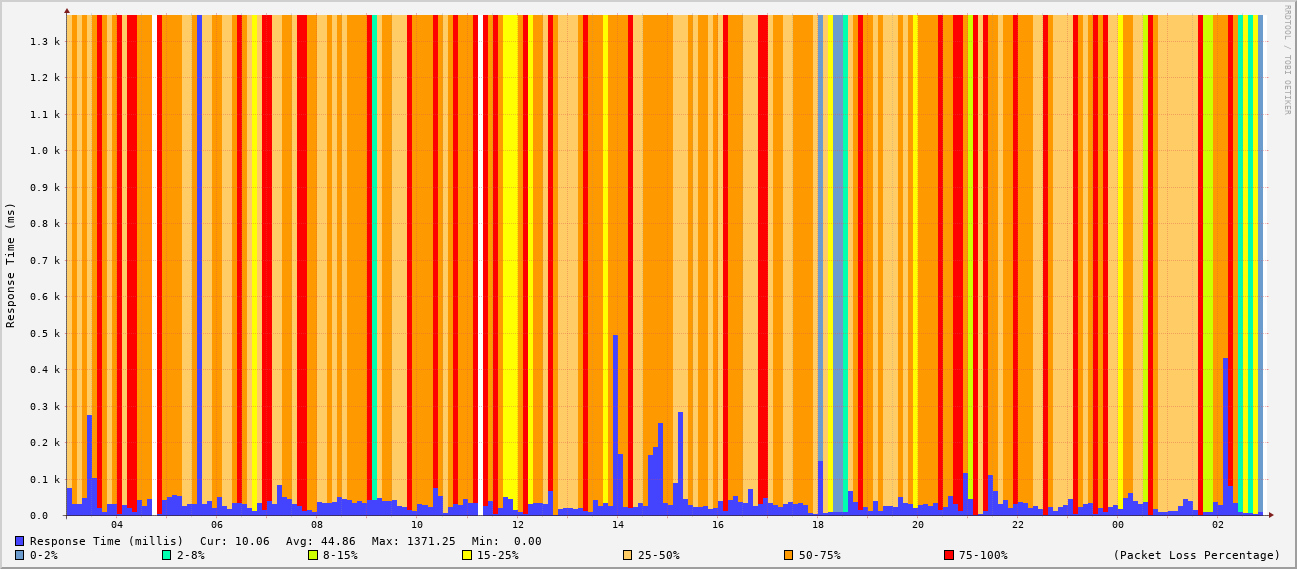 RRDTOOL / TOBI OETIKER
Response Time (ms)
1.3 k
1.2 k
1.1 k
1.0 k
0.9 k
0.8 k
0.7 k
0.6 k
0.5 k
0.4 k
0.3 k
0.2 k
0.1 k
0.0
04 06 08 10 12 14 16 18 20 22 00 02
Response Time (millis) Cur: 10.06 Avg: 44.86 Max: 1371.25 Min: 0.00
0-2% 2-8% 8-15% 15-25% 25-50% 50-75% 75-100% (Packet Loss Percentage)